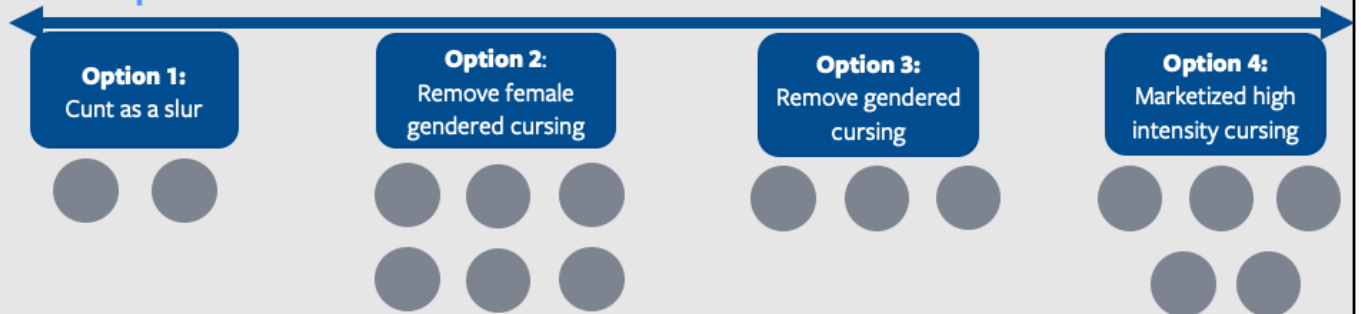 Option 1:
Cunt as a slur
Option 2:
Remove female
gendered cursing
Option 3:
Remove gendered
cursing
Option 4:
Marketized high
intensity cursing